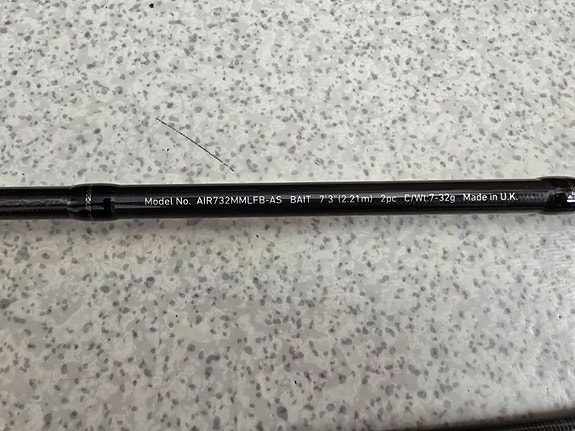 Model No. AIR732MMLFB-AS BAIT 7'3" (2.21m) 2pc C/Wt.7-32g Made in U.K.